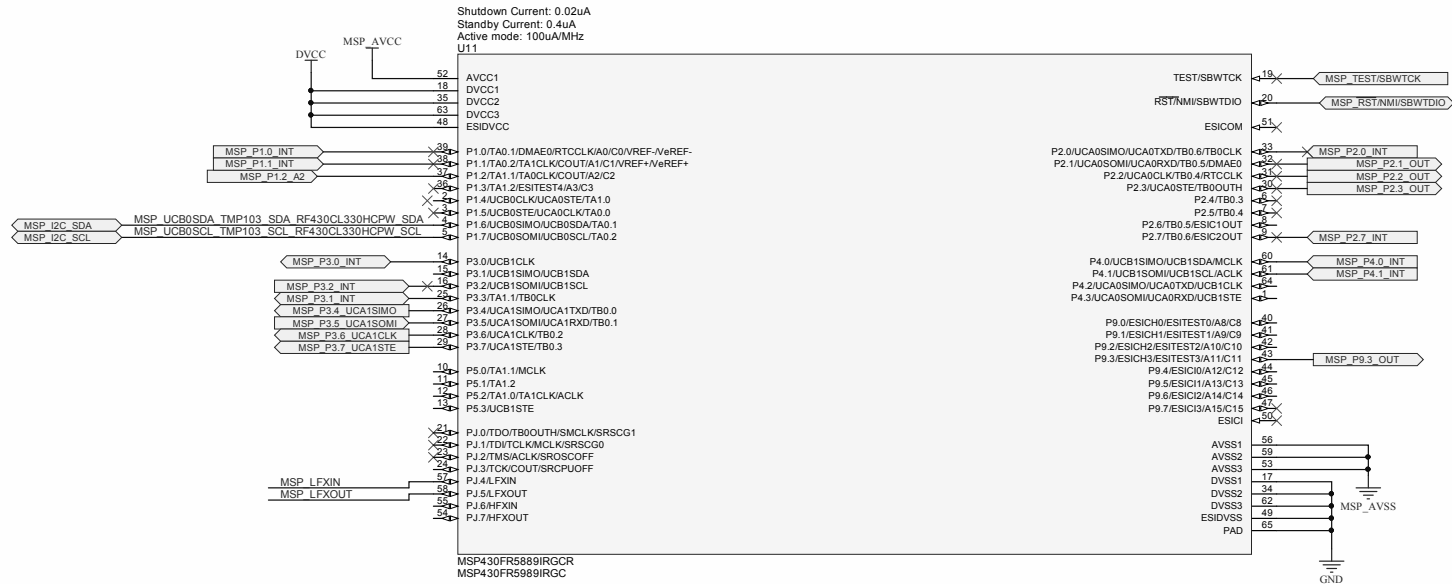 Shutdown Current: 0.02uA
Standby Current: 0.4uA
Active mode: 100uA/MHz
U11
MSP_AVCC
DVCC
52 AVCC1
18 DVCC1
35 DVCC2
63 DVCC3
48 ESIDVCC
MSP_P1.0_INT 39 P1.0/TA0.1/DMAE0/RTCCLK/A0/C0/VREF-/VeREF-
MSP_P1.1_INT 38 P1.1/TA0.2/TA1CLK/COUT/A1/C1/VREF+/VeREF+
MSP_P1.2_A2 37 P1.2/TA1.1/TA0CLK/COUT/A2/C2
36 P1.3/TA1.2/ESITEST4/A3/C3
2 P1.4/UCB0CLK/UCA0STE/TA1.0
3 P1.5/UCB0STE/UCA0CLK/TA0.0
MSP_I2C_SDA MSP_UCB0SDA_TMP103_SDA_RF430CL330HCPW_SDA 4 P1.6/UCB0SIMO/UCB0SDA/TA0.1
MSP_I2C_SCL MSP_UCB0SCL_TMP103_SCL_RF430CL330HCPW_SCL 5 P1.7/UCB0SOMI/UCB0SCL/TA0.2
MSP_P3.0_INT 14 P3.0/UCB1CLK
15 P3.1/UCB1SIMO/UCB1SDA
MSP_P3.2_INT 16 P3.2/UCB1SOMI/UCB1SCL
MSP_P3.1_INT 25 P3.3/TA1.1/TB0CLK
MSP_P3.4_UCA1SIMO 26 P3.4/UCA1SIMO/UCA1TXD/TB0.0
MSP_P3.5_UCA1SOMI 27 P3.5/UCA1SOMI/UCA1RXD/TB0.1
MSP_P3.6_UCA1CLK 28 P3.6/UCA1CLK/TB0.2
MSP_P3.7_UCA1STE 29 P3.7/UCA1STE/TB0.3
10 P5.0/TA1.1/MCLK
11 P5.1/TA1.2
12 P5.2/TA1.0/TA1CLK/ACLK
13 P5.3/UCB1STE
21 PJ.0/TDO/TB0OUTH/SMCLK/SRSCG1
22 PJ.1/TDI/TCLK/MCLK/SRSCG0
23 PJ.2/TMS/ACLK/SROSCOFF
24 PJ.3/TCK/COUT/SRCPUOFF
MSP_LFXIN 57 PJ.4/LFXIN
MSP_LFXOUT 58 PJ.5/LFXOUT
55 PJ.6/HFXIN
54 PJ.7/HFXOUT
TEST/SBWTCK 19 MSP_TEST/SBWTCK
RST/NMI/SBWTDIO 20 MSP_RST/NMI/SBWTDIO
ESICOM 51
P2.0/UCA0SIMO/UCA0TXD/TB0.6/TB0CLK 33 MSP_P2.0_INT
P2.1/UCA0SOMI/UCA0RXD/TB0.5/DMAE0 32 MSP_P2.1_OUT
P2.2/UCA0CLK/TB0.4/RTCCLK 31 MSP_P2.2_OUT
P2.3/UCA0STE/TB0OUTH 30 MSP_P2.3_OUT
P2.4/TB0.3 6
P2.5/TB0.4 7
P2.6/TB0.5/ESIC1OUT 8
P2.7/TB0.6/ESIC2OUT 9 MSP_P2.7_INT
P4.0/UCB1SIMO/UCB1SDA/MCLK 60 MSP_P4.0_INT
P4.1/UCB1SOMI/UCB1SCL/ACLK 61 MSP_P4.1_INT
P4.2/UCA0SIMO/UCA0TXD/UCB1CLK 64
P4.3/UCA0SOMI/UCA0RXD/UCB1STE 1
P9.0/ESICH0/ESITEST0/A8/C8 40
P9.1/ESICH1/ESITEST1/A9/C9 41
P9.2/ESICH2/ESITEST2/A10/C10 42
P9.3/ESICH3/ESITEST3/A11/C11 43 MSP_P9.3_OUT
P9.4/ESICI0/A12/C12 44
P9.5/ESICI1/A13/C13 45
P9.6/ESICI2/A14/C14 46
P9.7/ESICI3/A15/C15 47
ESICI 50
AVSS1 56
AVSS2 59
AVSS3 53
DVSS1 17
DVSS2 34
DVSS3 62
ESIDVSS 49
PAD 65
MSP_AVSS
GND
MSP430FR5889IRGCR
MSP430FR5989IRGC